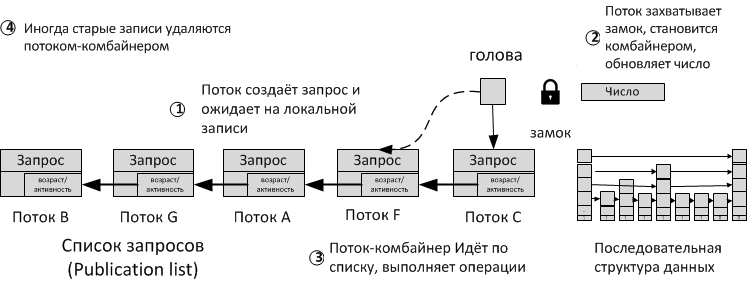 ④ Иногда старые записи удаляются
потоком-комбайнером
Поток захватывает
② замок, становится
комбайнером,
обновляет число
голова
Число
① Поток создаёт запрос и
ожидает на локальной
записи
замок
Запрос
возраст/
активность
Поток B
Запрос
возраст/
активность
Поток G
Запрос
возраст/
активность
Поток A
Запрос
возраст/
активность
Поток F
Запрос
возраст/
активность
Поток C
Список запросов
(Publication list)
③ Поток-комбайнер Идёт по
списку, выполняет операции
Последовательная
структура данных